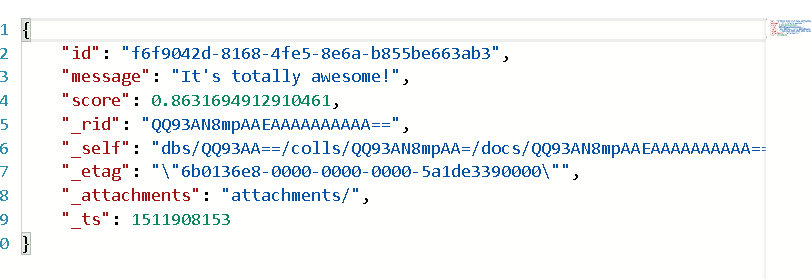 1 {
2 "id": "f6f9042d-8168-4fe5-8e6a-b855be663ab3",
3 "message": "It's totally awesome!",
4 "score": 0.8631694912910461,
5 "_rid": "QQ93AN8mpAAEAAAAAAAAAA==",
6 "_self": "dbs/QQ93AA==/colls/QQ93AN8mpAA=/docs/QQ93AN8mpAAEAAAAAAAAAA==
7 "_etag": "\"6b0136e8-0000-0000-0000-5a1de3390000\"",
8 "_attachments": "attachments/",
9 "_ts": 1511908153
0 }